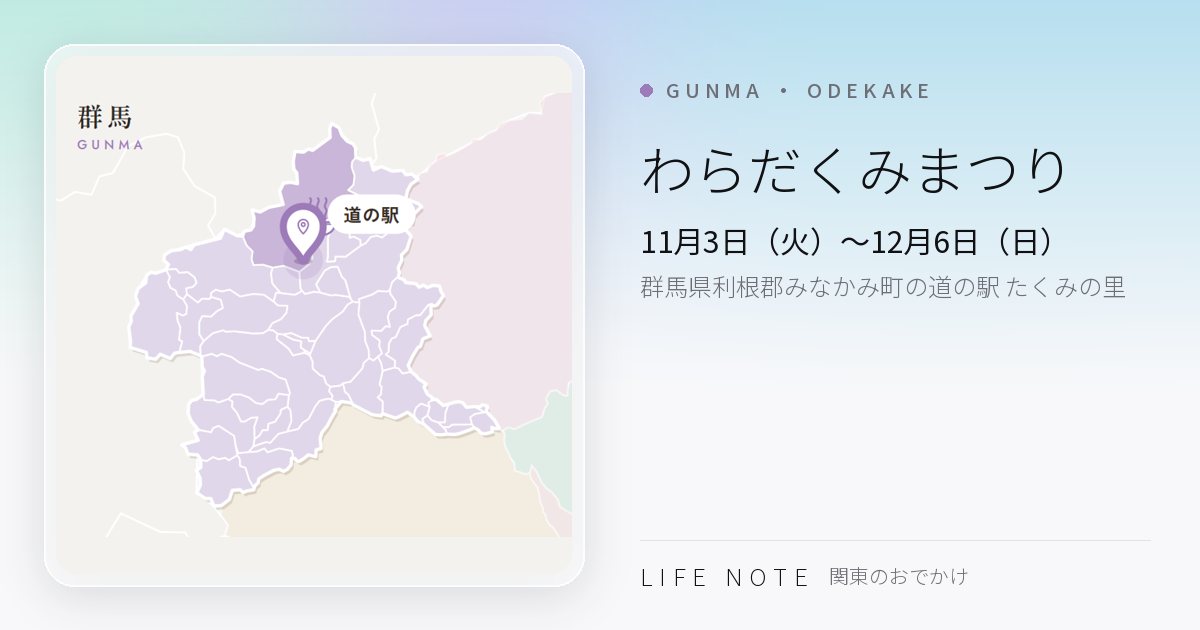 群馬
GUNMA
道の駅
GUNMA ・ ODEKAKE
わらだくみまつり
11月3日（火）〜12月6日（日）
群馬県利根郡みなかみ町の道の駅 たくみの里
LIFE NOTE 関東のおでかけ